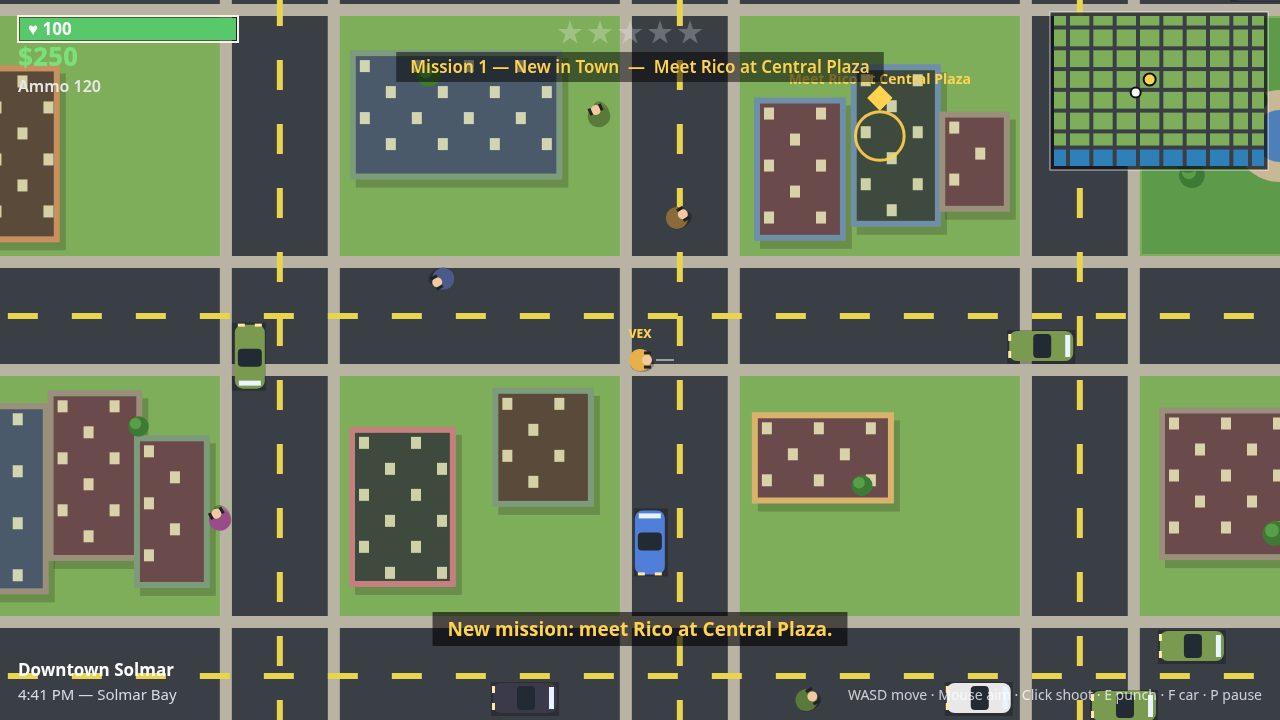 ♥ 100
$250
Ammo 120
Mission 1 — New in Town — Meet Rico at Central Plaza
Meet Rico at Central Plaza
VEX
New mission: meet Rico at Central Plaza.
Downtown Solmar
4:41 PM — Solmar Bay
WASD move · Mouse aim · Click shoot · E punch · F car · P pause